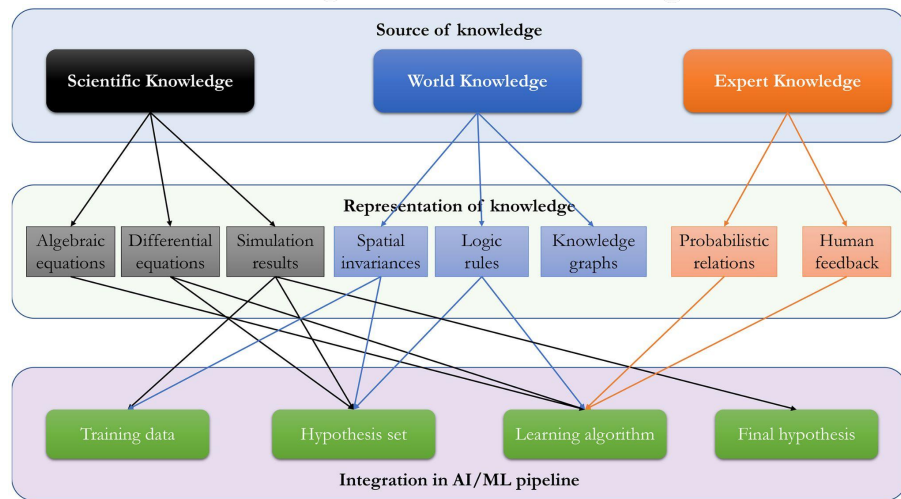 Source of knowledge
Scientific Knowledge
World Knowledge
Expert Knowledge
Representation of knowledge
Algebraic
equations
Differential
equations
Simulation
results
Spatial
invariances
Logic
rules
Knowledge
graphs
Probabilistic
relations
Human
feedback
Training data
Hypothesis set
Learning algorithm
Final hypothesis
Integration in AI/ML pipeline